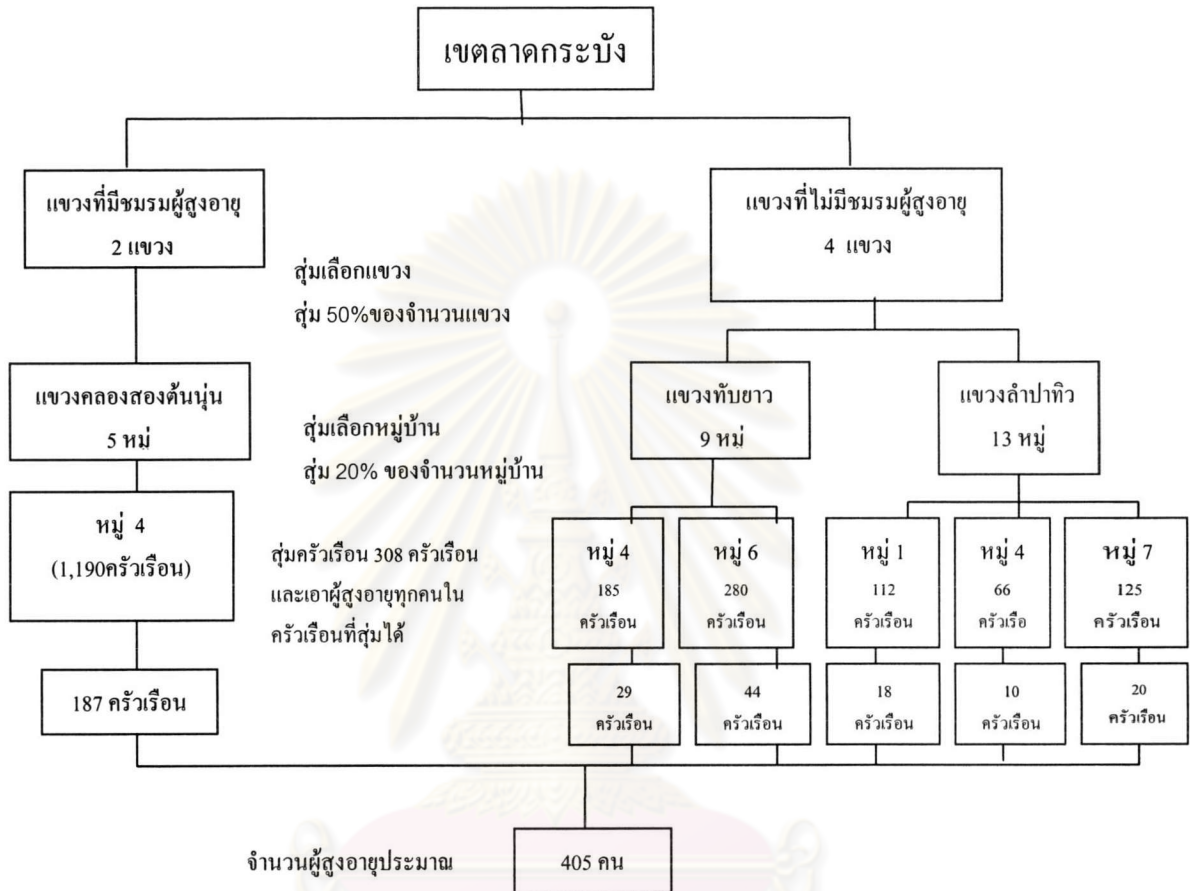 เขตลาดกระบัง
แขวงที่มีชมรมผู้สูงอายุ
2 แขวง
แขวงที่ไม่มีชมรมผู้สูงอายุ
4 แขวง
สุ่มเลือกแขวง
สุ่ม 50%ของจำนวนแขวง
แขวงคลองสองต้นนุ่น
5 หมู่
แขวงทับยาว
9 หมู่
แขวงลำปาทิว
13 หมู่
สุ่มเลือกหมู่บ้าน
สุ่ม 20% ของจำนวนหมู่บ้าน
หมู่ 4
(1,190ครัวเรือน)
สุ่มครัวเรือน 308 ครัวเรือน
และเอาผู้สูงอายุทุกคนใน
ครัวเรือนที่สุ่มได้
หมู่ 4
185
ครัวเรือน
หมู่ 6
280
ครัวเรือน
หมู่ 1
112
ครัวเรือน
หมู่ 4
66
ครัวเรือ
หมู่ 7
125
ครัวเรือน
187 ครัวเรือน
29
ครัวเรือน
44
ครัวเรือน
18
ครัวเรือน
10
ครัวเรือน
20
ครัวเรือน
จำนวนผู้สูงอายุประมาณ
405 คน